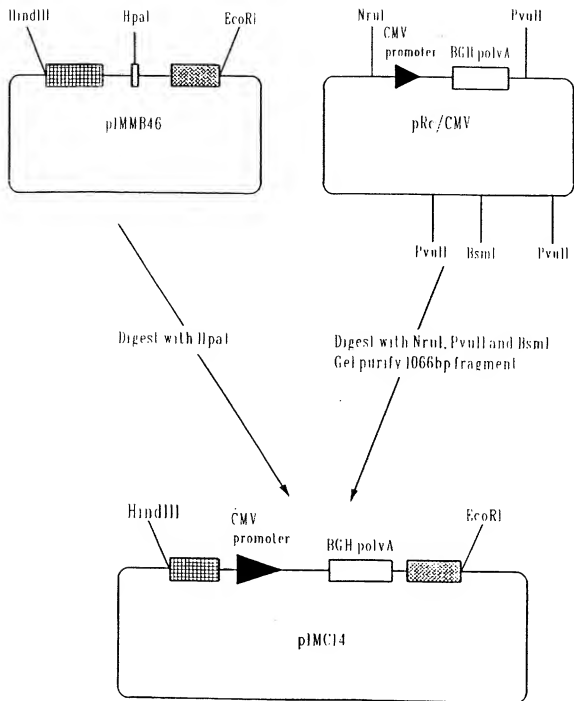 HindIII
HpaI
EcoRI
pIMMB46
NruI
CMV
promoter
BGH polyA
PvuII
pRc/CMV
PvuII
BsmI
PvuII
Digest with HpaI
Digest with NruI, PvuII and BsmI
Gel purify 1066bp fragment
HindIII
CMV
promoter
BGH polyA
EcoRI
pIMC14